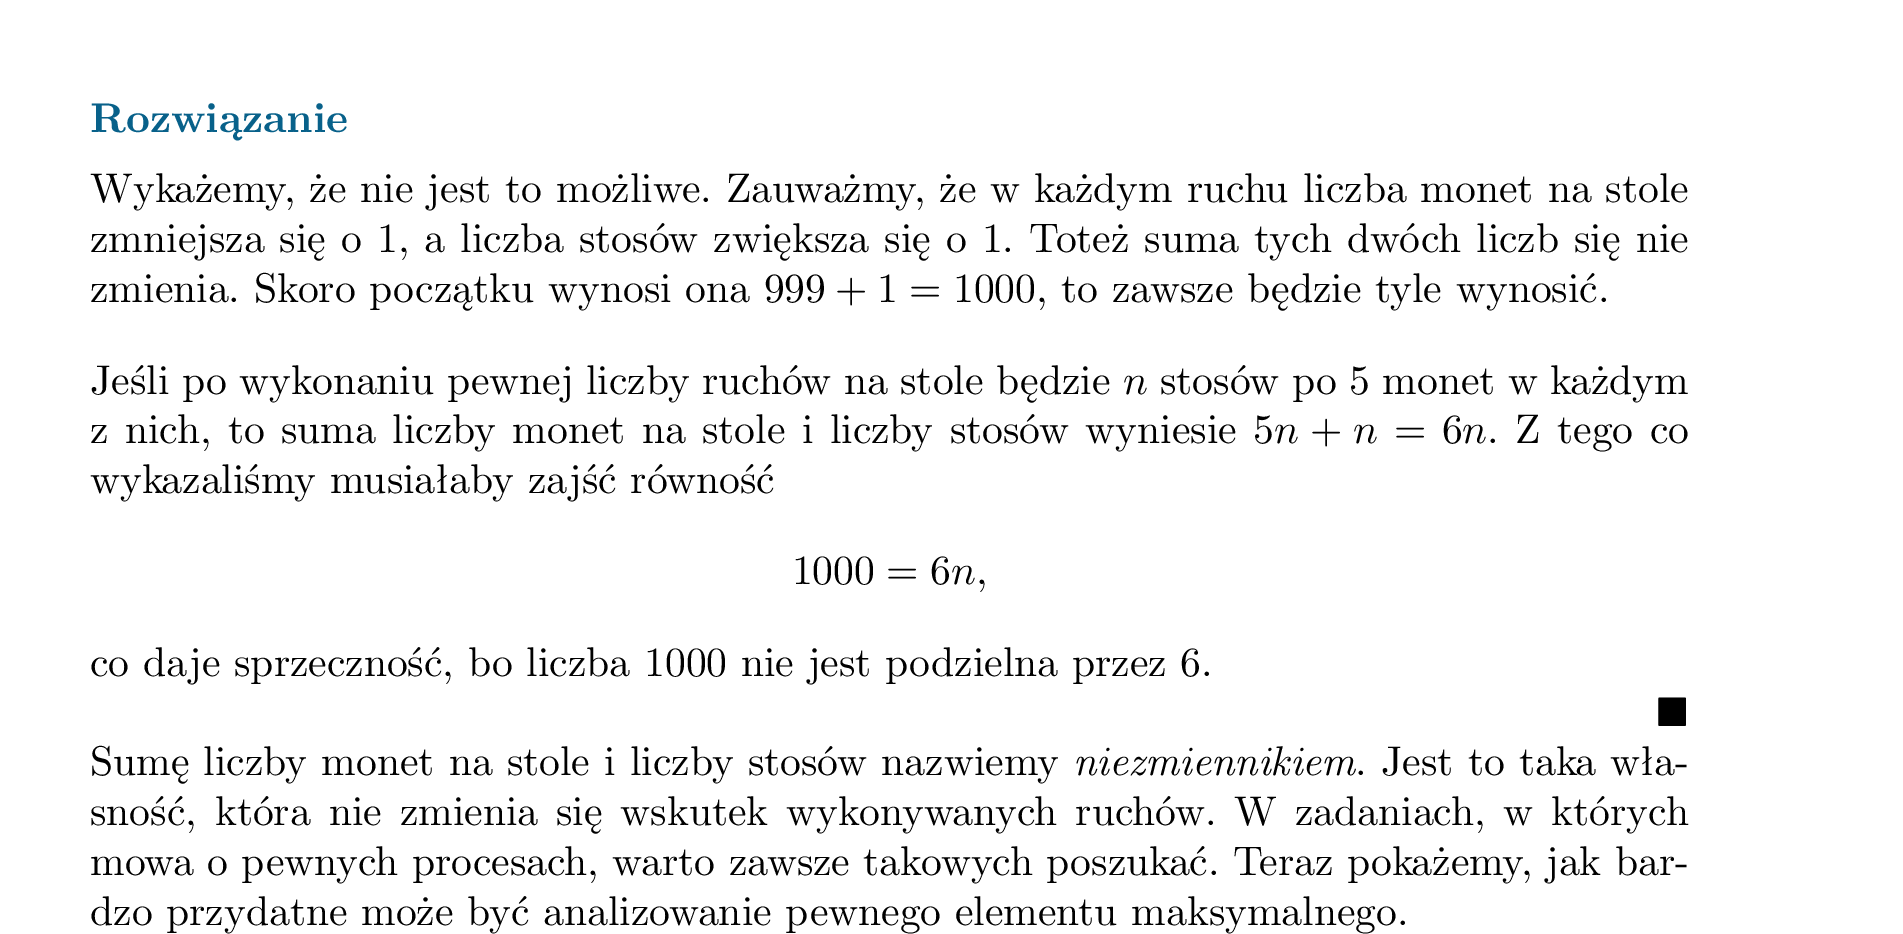 Rozwiązanie
Wykażemy, że nie jest to możliwe. Zauważmy, że w każdym ruchu liczba monet na stole
zmniejsza się o 1, a liczba stosów zwiększa się o 1. Toteż suma tych dwóch liczb się nie
zmienia. Skoro początku wynosi ona 999 + 1 = 1000, to zawsze będzie tyle wynosić.
Jeśli po wykonaniu pewnej liczby ruchów na stole będzie n stosów po 5 monet w każdym
z nich, to suma liczby monet na stole i liczby stosów wyniesie 5n + n = 6n. Z tego co
wykazaliśmy musiałaby zajść równość
1000 = 6n,
co daje sprzeczność, bo liczba 1000 nie jest podzielna przez 6.
■
Sumę liczby monet na stole i liczby stosów nazwiemy niezmiennikiem. Jest to taka wła-
sność, która nie zmienia się wskutek wykonywanych ruchów. W zadaniach, w których
mowa o pewnych procesach, warto zawsze takowych poszukać. Teraz pokażemy, jak bar-
dzo przydatne może być analizowanie pewnego elementu maksymalnego.